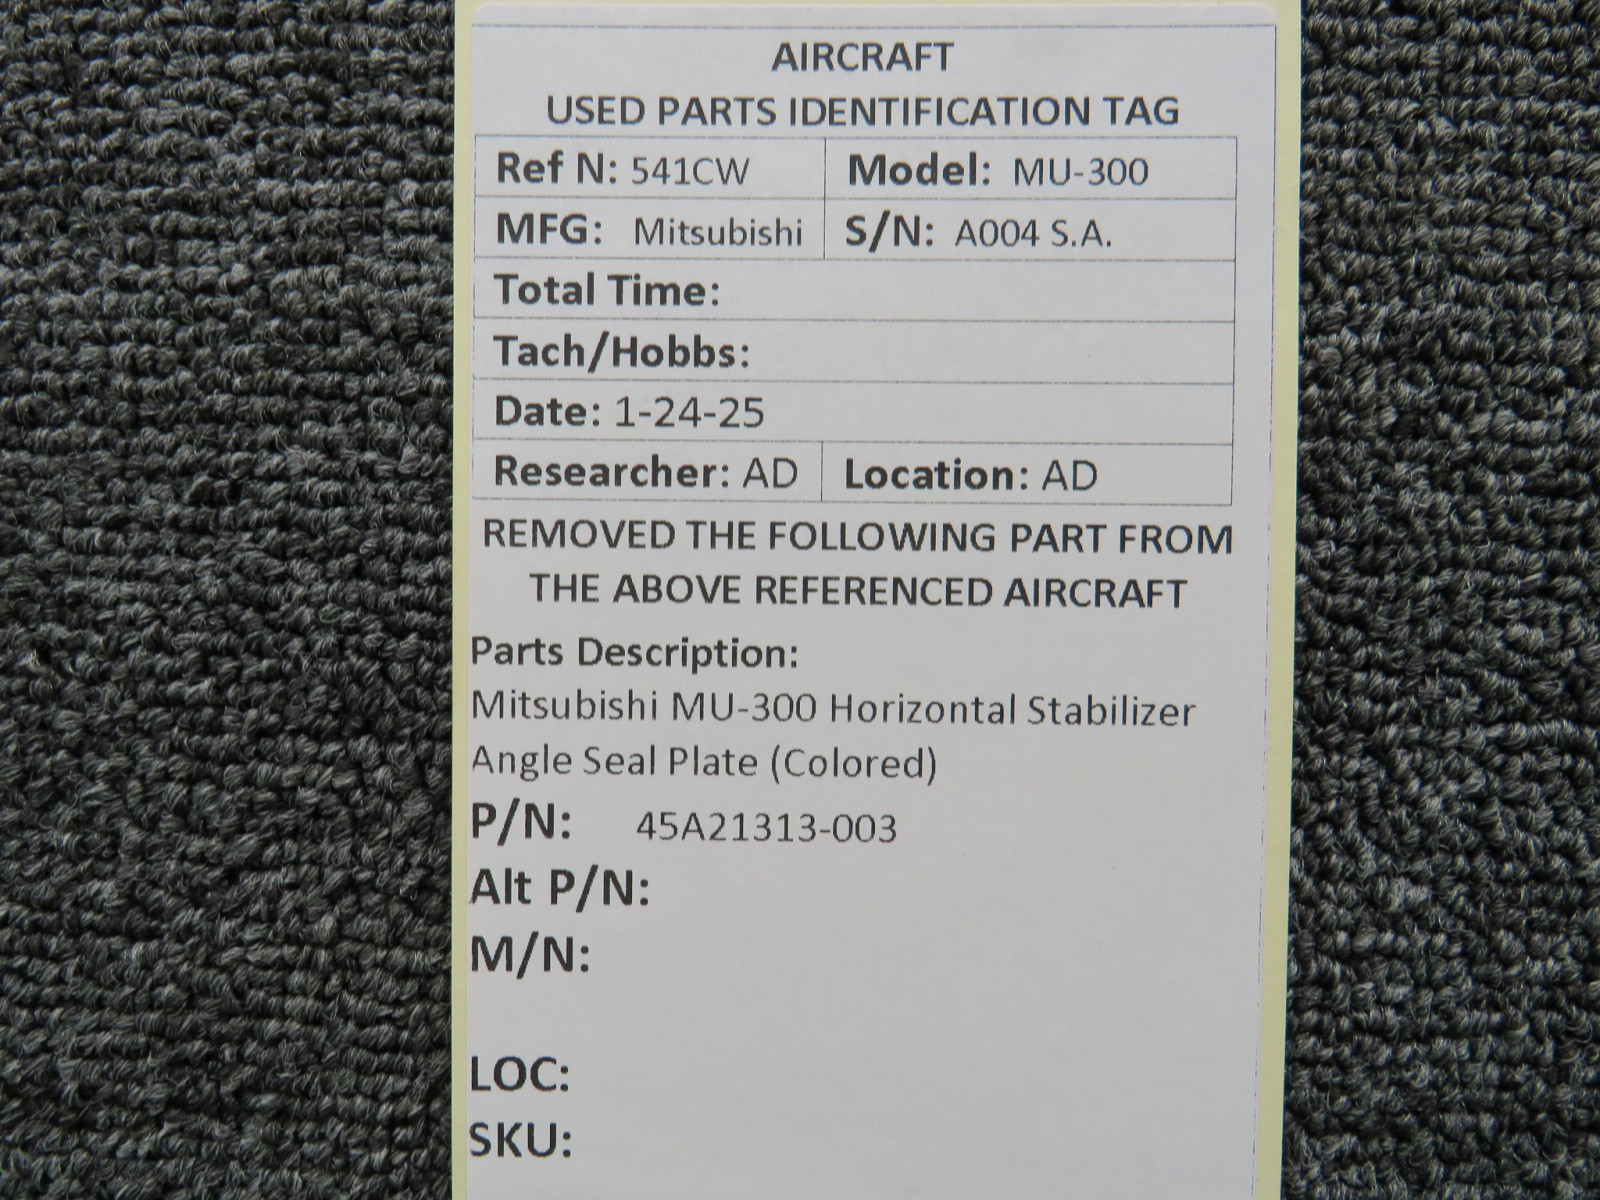 AIRCRAFT
USED PARTS IDENTIFICATION TAG
Ref N: 541CW Model: MU-300
MFG: Mitsubishi S/N: A004 S.A.
Total Time:
Tach/Hobbs:
Date: 1-24-25
Researcher: AD Location: AD
REMOVED THE FOLLOWING PART FROM
THE ABOVE REFERENCED AIRCRAFT
Parts Description:
Mitsubishi MU-300 Horizontal Stabilizer
Angle Seal Plate (Colored)
P/N: 45A21313-003
Alt P/N:
M/N:
LOC:
SKU: